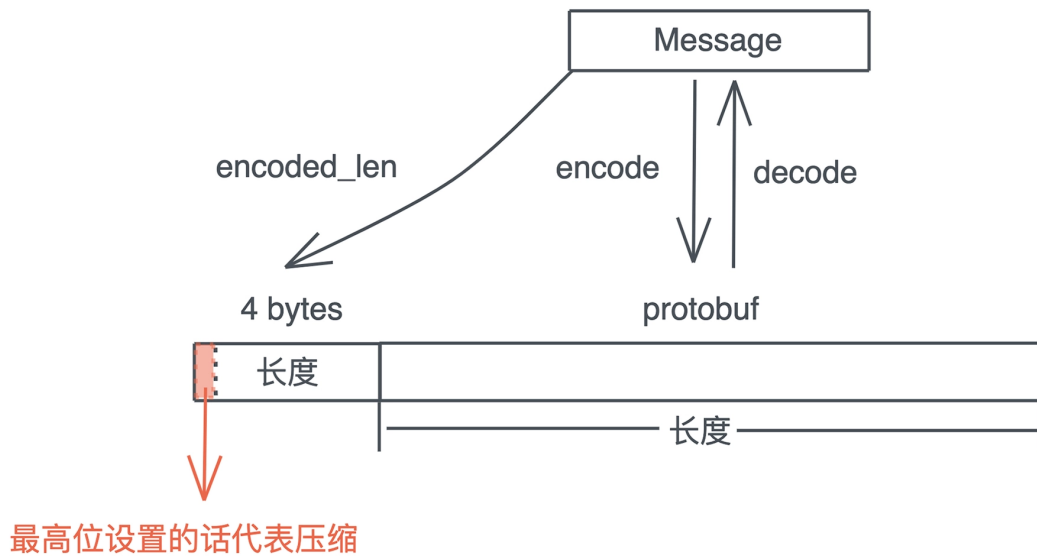 Message
encoded_len
encode
decode
4 bytes
protobuf
长度
长度
最高位设置的话代表压缩